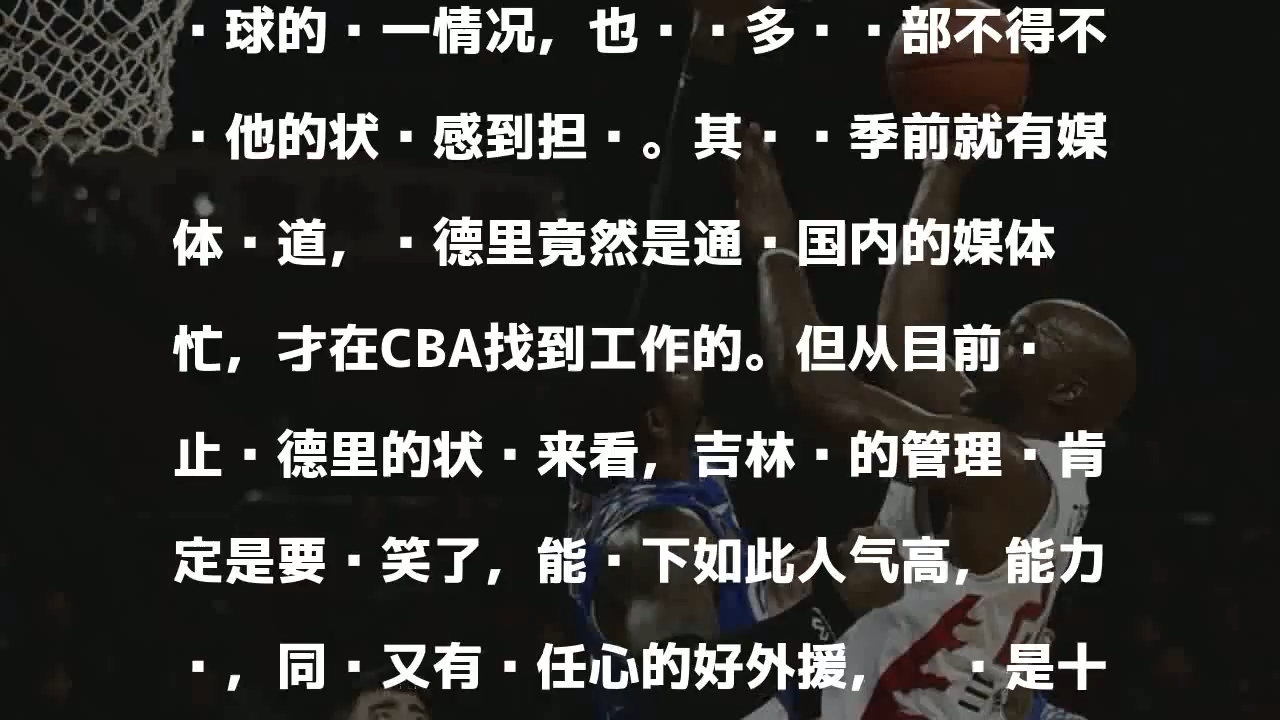 ▪球的▪一情况，也▪▪多▪▪部不得不
▪他的状▪感到担▪。其▪▪季前就有媒
体▪道，▪德里竟然是通▪国内的媒体
忙，才在CBA找到工作的。但从目前▪
止▪德里的状▪来看，吉林▪的管理▪肯
定是要▪笑了，能▪下如此人气高，能力
▪，同▪又有▪任心的好外援，▪是十